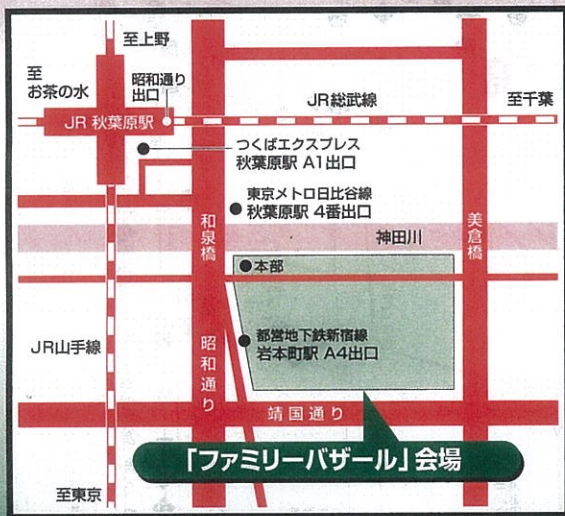 至上野
至
お茶の水
昭和通り
出口
JR総武線
至千葉
JR 秋葉原駅
つくばエクスプレス
秋葉原駅 A1出口
東京メトロ日比谷線
秋葉原駅 4番出口
和泉橋
美倉橋
神田川
本部
JR山手線
昭和通り
都営地下鉄新宿線
岩本町駅 A4出口
靖国通り
「ファミリーバザール」会場
至東京